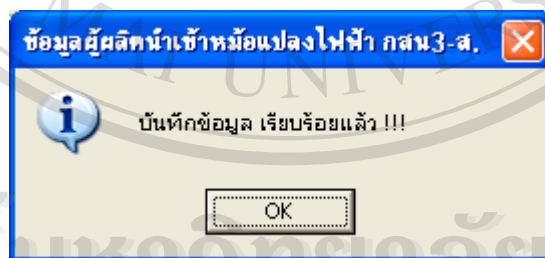 ข้อมูลผู้ผลิตนำเข้าหม้อแปลงไฟฟ้า กสน3-ส.
บันทึกข้อมูล เรียบร้อยแล้ว !!!
OK